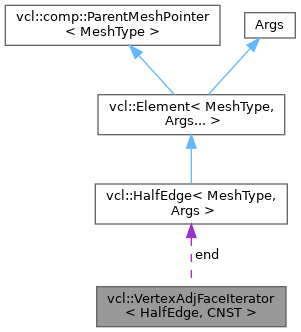 vcl::comp::ParentMeshPointer
< MeshType >
Args
vcl::Element< MeshType,
Args... >
vcl::HalfEdge< MeshType,
Args >
end
vcl::VertexAdjFaceIterator
< HalfEdge, CNST >